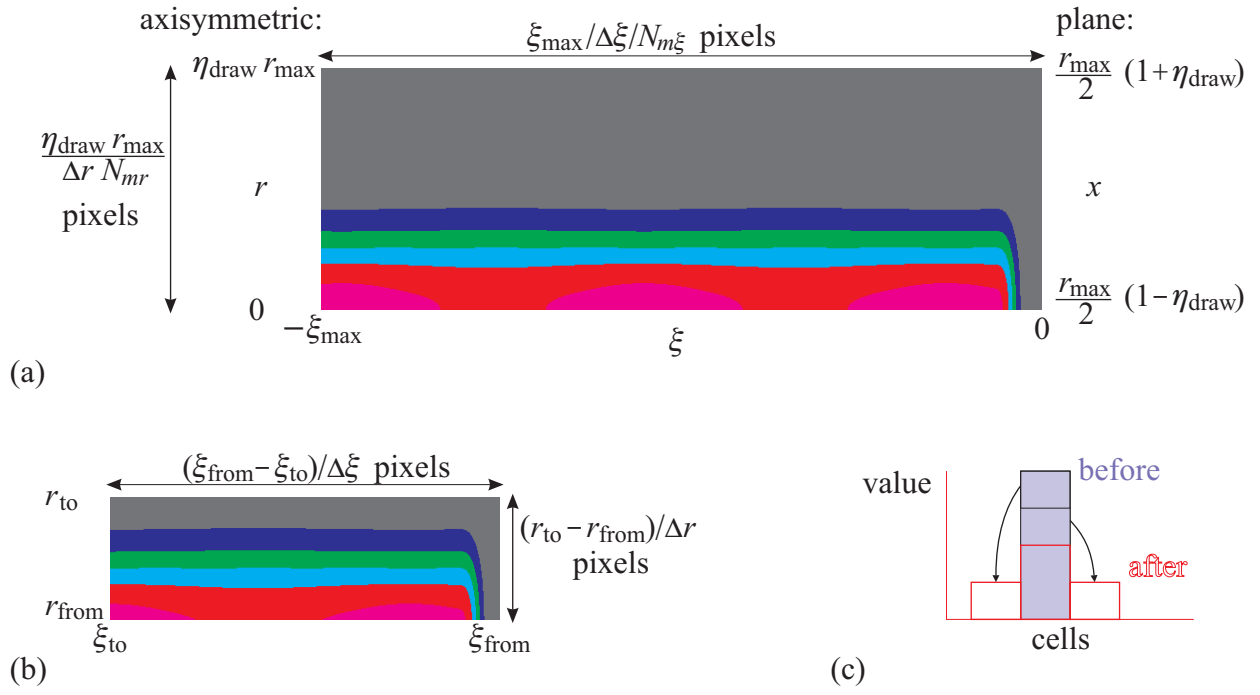 axisymmetric:
plane:
ξmax/Δξ/Nmξ pixels
ηdraw rmax
rmax/2 (1+ηdraw)
ηdraw rmax
Δr Nmr
pixels
r
x
0
rmax/2 (1−ηdraw)
−ξmax
ξ
0
(a)
(ξfrom−ξto)/Δξ pixels
rto
(rto−rfrom)/Δr
pixels
rfrom
ξto
ξfrom
(b)
value
before
after
cells
(c)